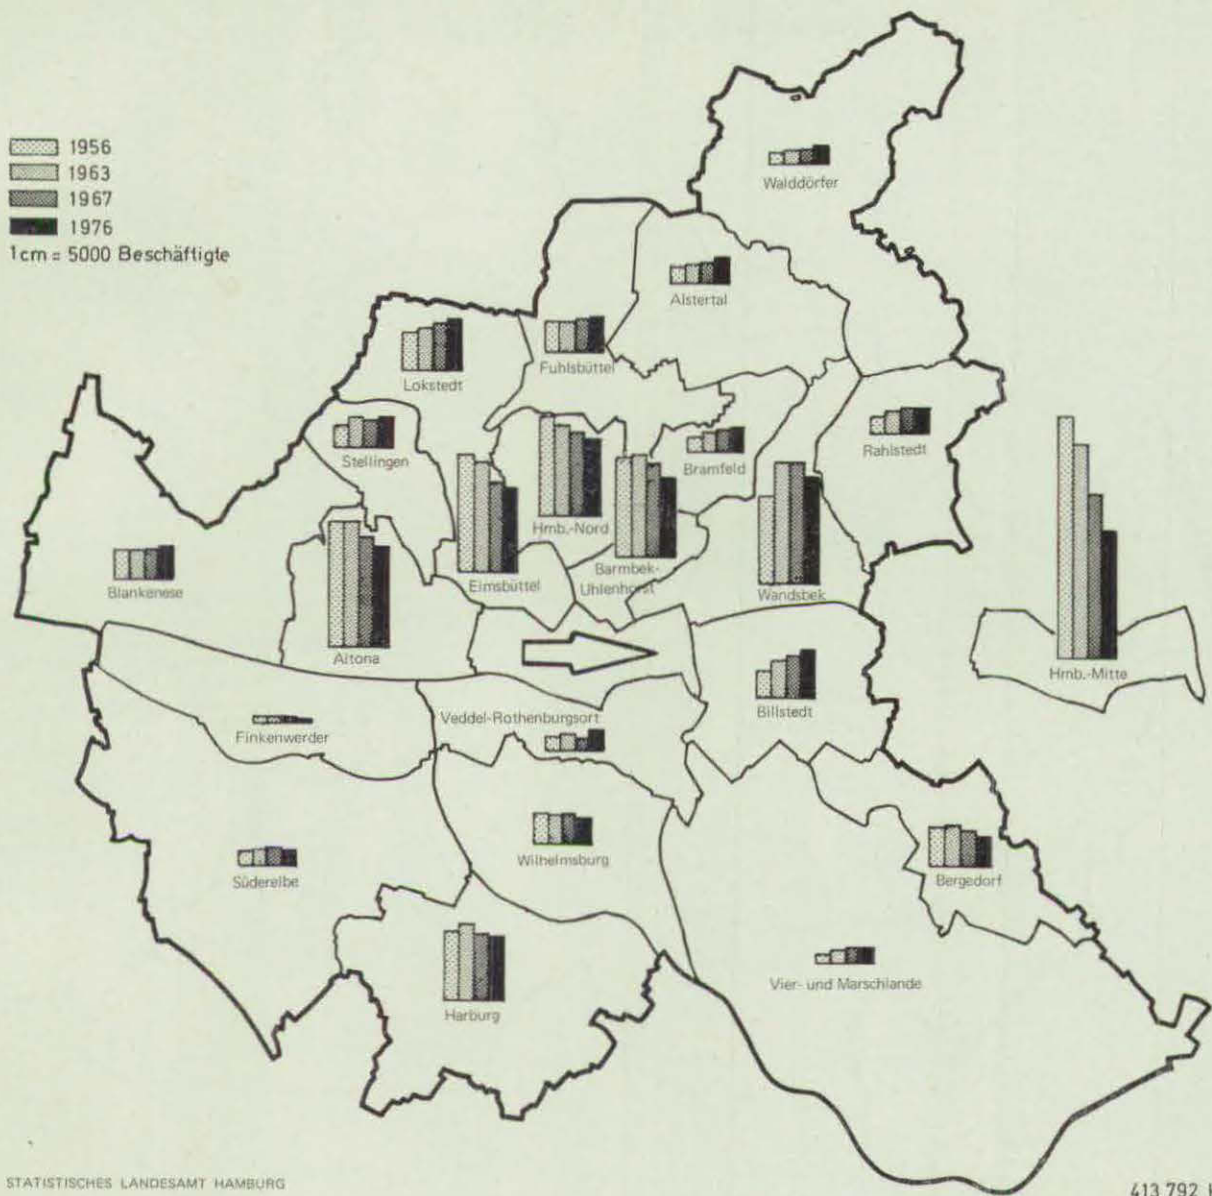 1956
1963
1967
1976
1cm = 5000 Beschäftigte
Walddörfer
Alstertal
Lokstedt
Fuhlsbüttel
Stellingen
Bramfeld
Rahlstedt
Hmb.-Nord
Eimsbüttel
Barmbek-
Uhlenhorst
Wandsbek
Blankenese
Altona
Hmb.-Mitte
Billstedt
Veddel-Rothenburgsort
Finkenwerder
Wilhelmsburg
Süderelbe
Bergedorf
Vier- und Marschlande
Harburg
STATISTISCHES LANDESAMT HAMBURG
413 792